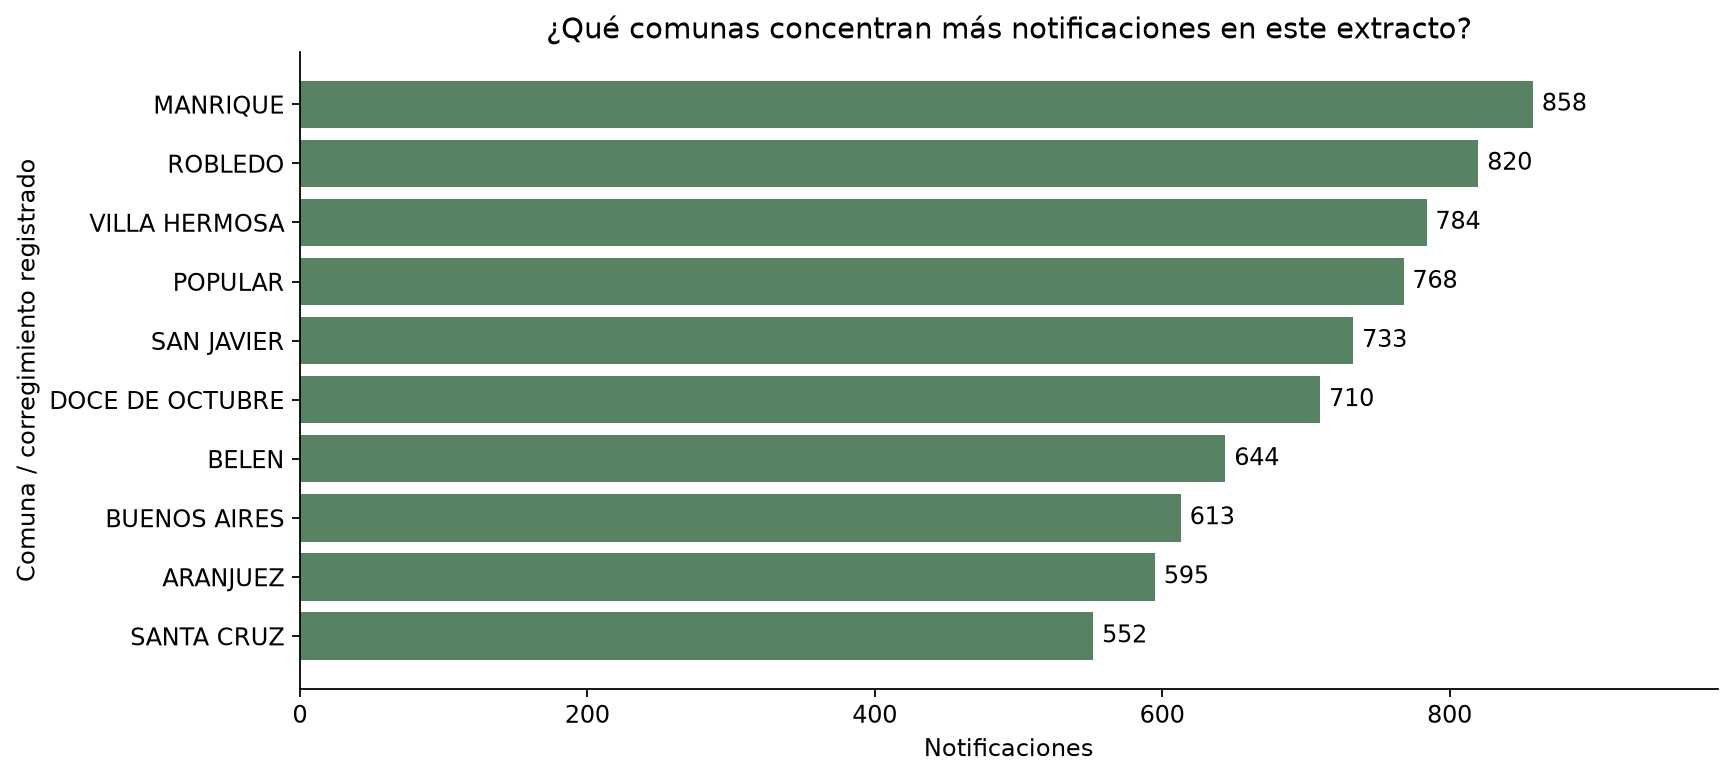 ¿Qué comunas concentran más notificaciones en este extracto?
Comuna / corregimiento registrado
MANRIQUE 858
ROBLEDO 820
VILLA HERMOSA 784
POPULAR 768
SAN JAVIER 733
DOCE DE OCTUBRE 710
BELEN 644
BUENOS AIRES 613
ARANJUEZ 595
SANTA CRUZ 552
0 200 400 600 800
Notificaciones